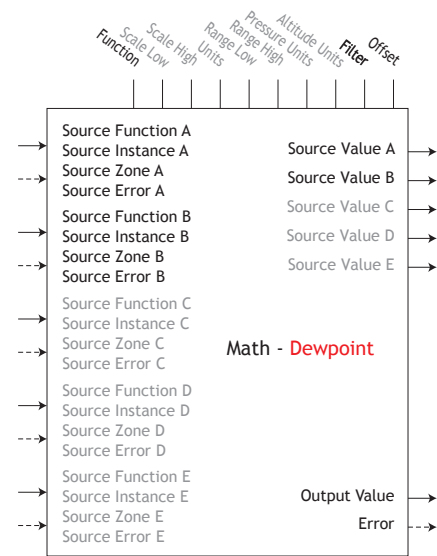 Function
Scale Low
Scale High
Units
Range Low
Range High
Pressure Units
Altitude Units
Filter
Offset
Source Function A
Source Instance A
Source Zone A
Source Error A
Source Function B
Source Instance B
Source Zone B
Source Error B
Source Function C
Source Instance C
Source Zone C
Source Error C
Source Function D
Source Instance D
Source Zone D
Source Error D
Source Function E
Source Instance E
Source Zone E
Source Error E
Source Value A
Source Value B
Source Value C
Source Value D
Source Value E
Math - Dewpoint
Output Value
Error